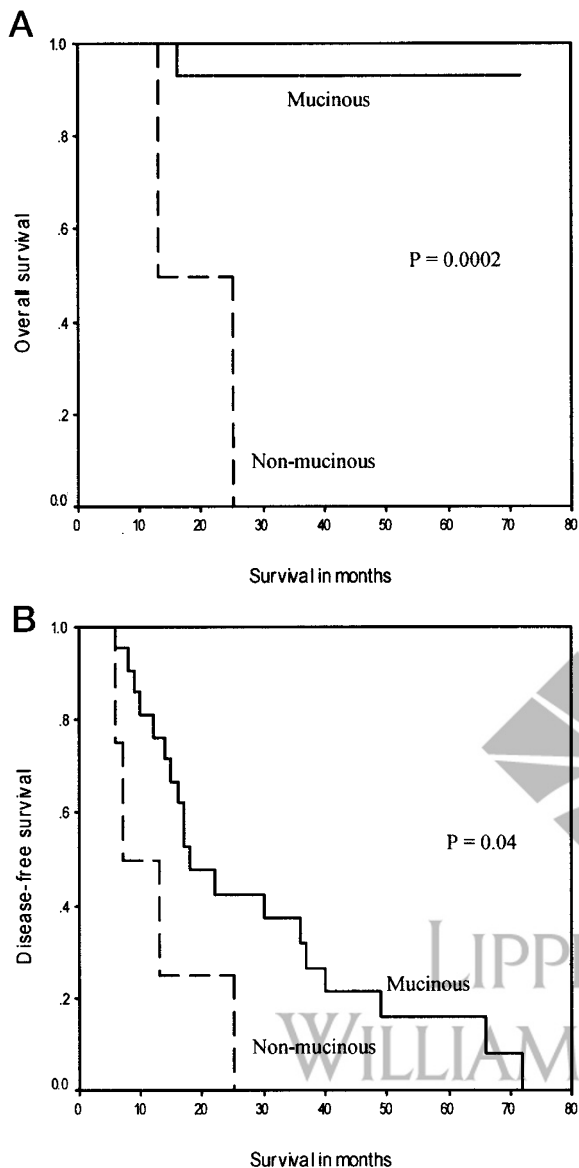 A
Overall survival
1.0
.8
.6
.4
.2
0.0
Mucinous
P = 0.0002
Non-mucinous
0 10 20 30 40 50 60 70 80
Survival in months
B
Disease-free survival
1.0
.8
.6
.4
.2
0.0
P = 0.04
Mucinous
Non-mucinous
0 10 20 30 40 50 60 70 80
Survival in months
LIPPI
WILLIAM